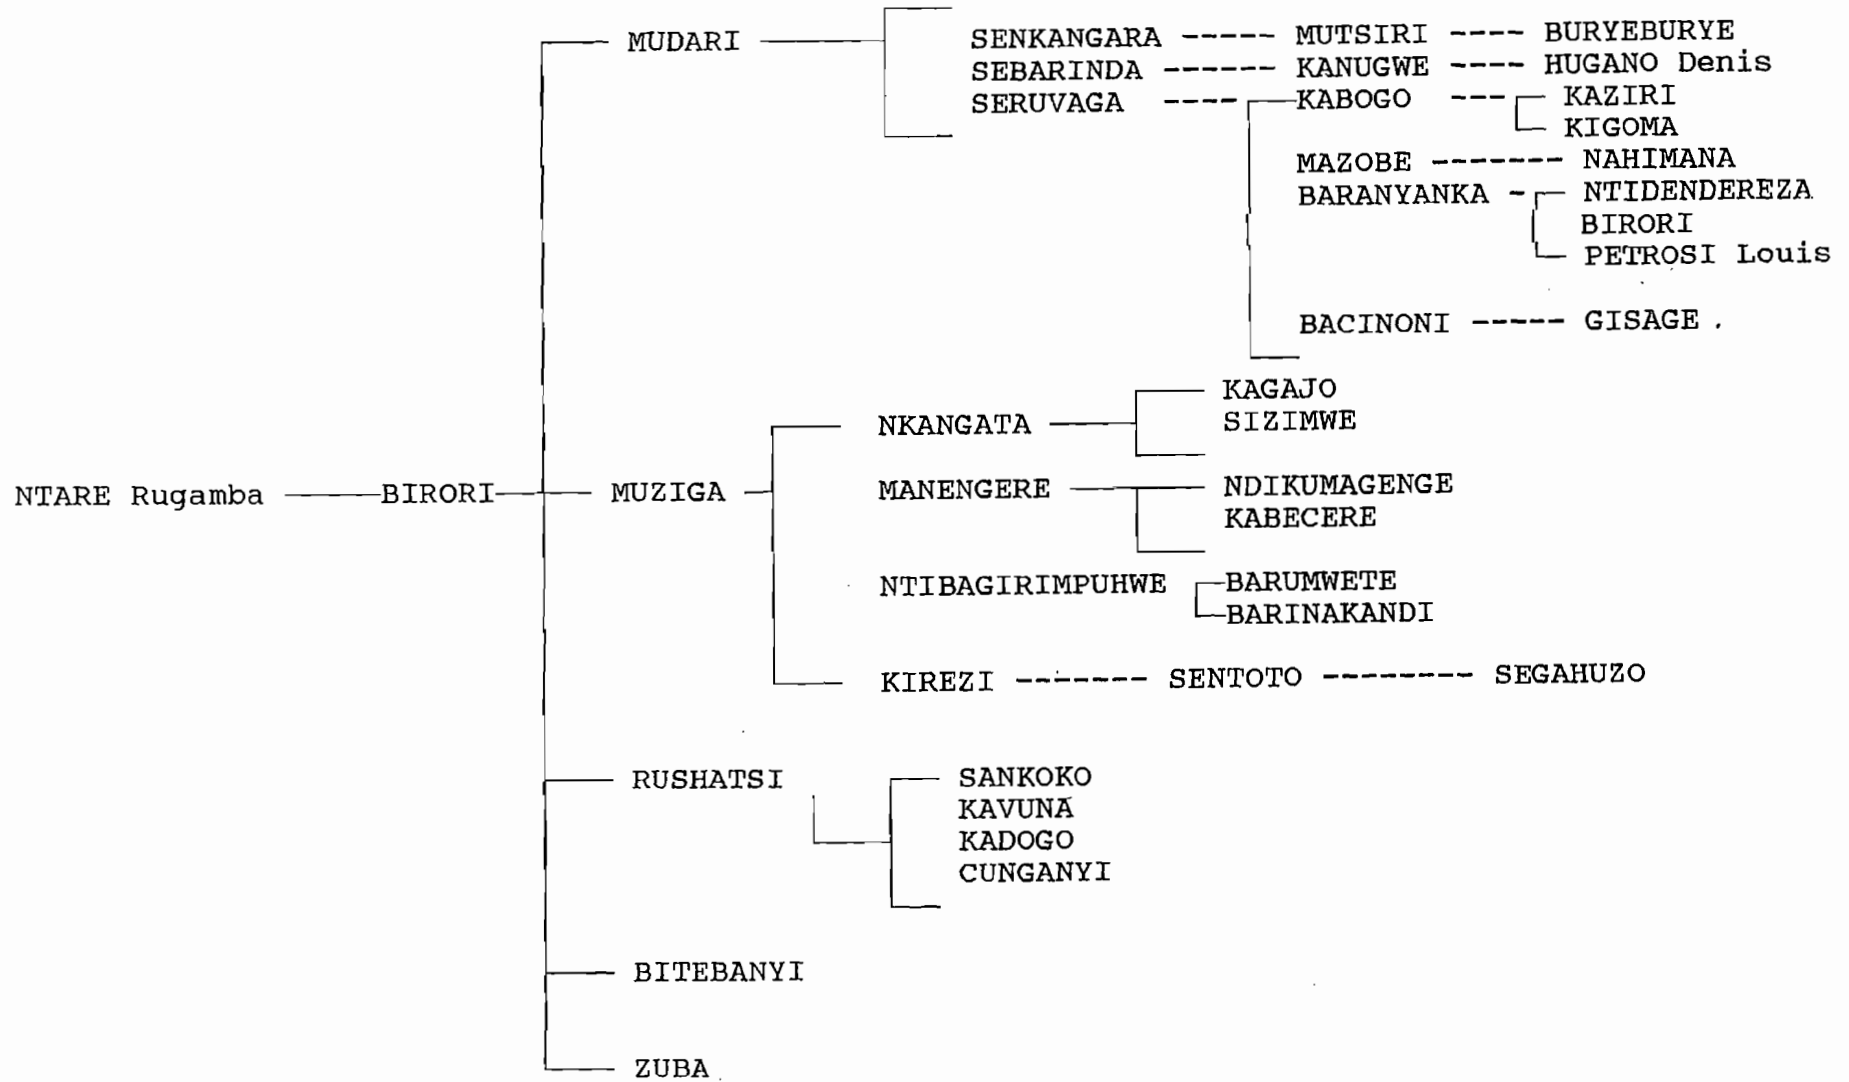 MUDARI
SENKANGARA ----- MUTSIRI ---- BURYEBURYE
SEBARINDA ------ KANUGWE ---- HUGANO Denis
SERUVAGA ---- KABOGO --- KAZIRI
KIGOMA
MAZOBE ------- NAHIMANA
BARANYANKA - NTIDENDEREZA
BIRORI
PETROSI Louis
BACINONI ----- GISAGE .
KAGAJO
NKANGATA
SIZIMWE
NTARE Rugamba BIRORI MUZIGA
MANENGERE NDIKUMAGENGE
KABECERE
NTIBAGIRIMPUHWE BARUMWETE
BARINAKANDI
KIREZI ------- SENTOTO -------- SEGAHUZO
RUSHATSI SANKOKO
KAVUNA
KADOGO
CUNGANYI
BITEBANYI
ZUBA